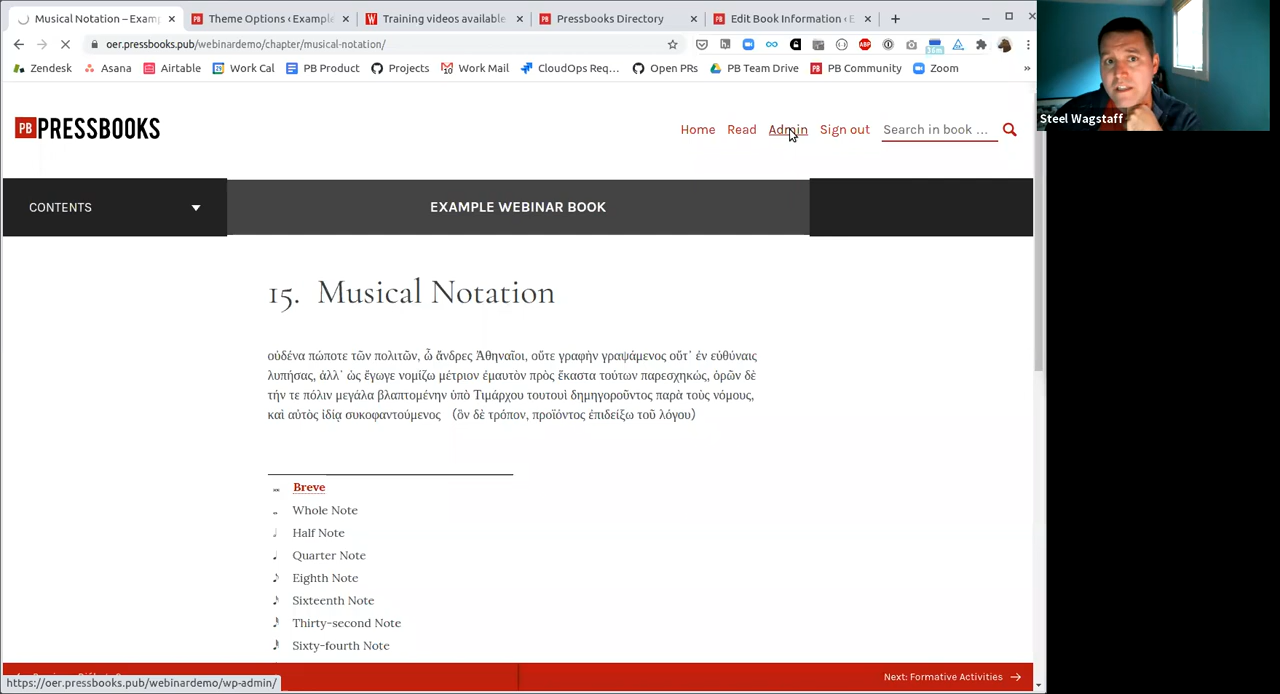 Musical Notation – Exam
Theme Options ‹ Example
Training videos available
Pressbooks Directory
Edit Book Information ‹ E
oer.pressbooks.pub/webinardemo/chapter/musical-notation/
Zendesk
Asana
Airtable
Work Cal
PB Product
Projects
Work Mail
CloudOps Req...
Open PRs
PB Team Drive
PB Community
Zoom
»
Steel Wagstaff
PB PRESSBOOKS
Home Read Admin Sign out Search in book ...
CONTENTS
EXAMPLE WEBINAR BOOK
15. Musical Notation
οὐδένα πώποτε τῶν πολιτῶν, ὦ ἄνδρες Ἀθηναῖοι, οὔτε γραφὴν γραψάμενος οὔτ᾽ ἐν εὐθύναις
λυπήσας, ἀλλ᾽ ὡς ἔγωγε νομίζω μέτριον ἐμαυτὸν πρὸς ἕκαστα τούτων παρεσχηκώς, ὁρῶν δὲ
τήν τε πόλιν μεγάλα βλαπτομένην ὑπὸ Τιμάρχου τουτουὶ δημηγοροῦντος παρὰ τοὺς νόμους,
καὶ αὐτὸς ἰδίᾳ συκοφαντούμενος (ὃν δὲ τρόπον, προϊόντος ἐπιδείξω τοῦ λόγου)
Breve
Whole Note
Half Note
Quarter Note
Eighth Note
Sixteenth Note
Thirty-second Note
Sixty-fourth Note
Next: Formative Activities →
https://oer.pressbooks.pub/webinardemo/wp-admin/